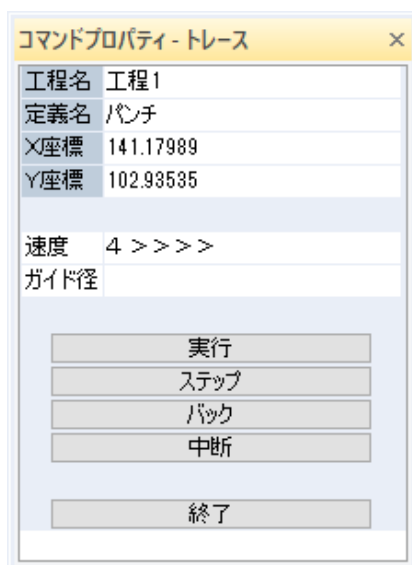 コマンドプロパティ - トレース
工程名 工程1
定義名 パンチ
X座標 141.17989
Y座標 102.93535
速度 4 >>>>
ガイド径
実行
ステップ
バック
中断
終了